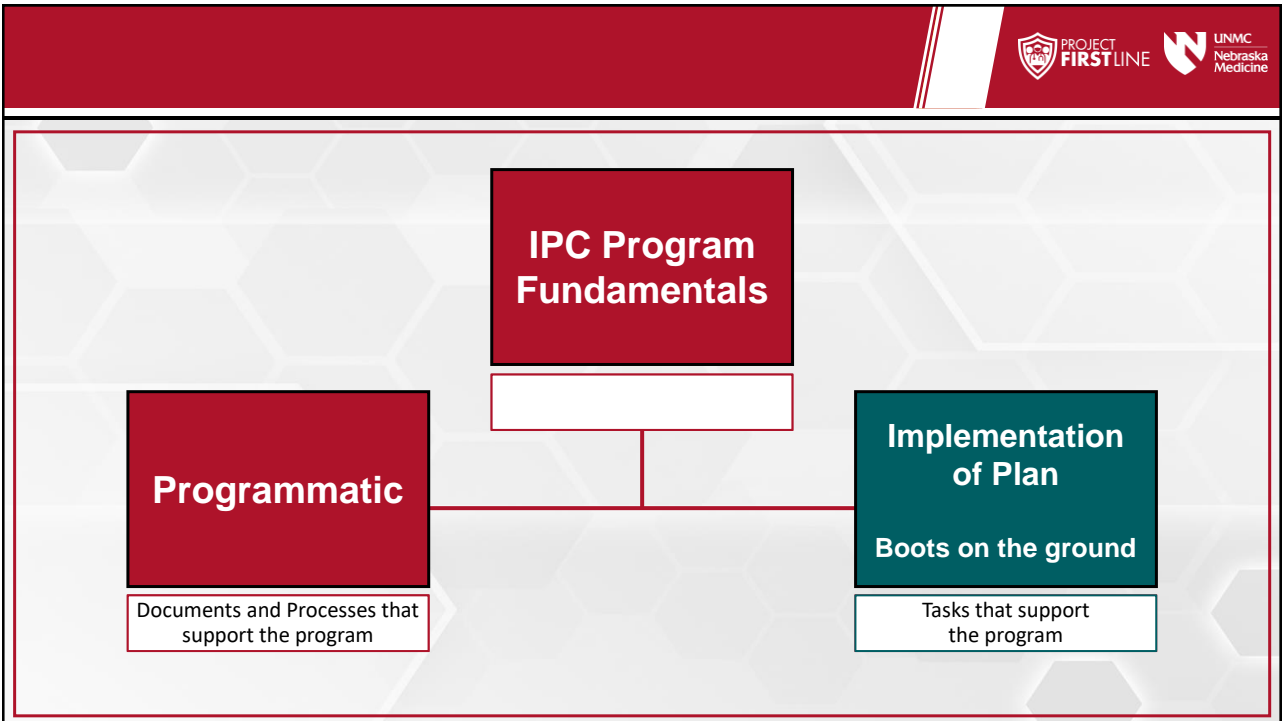 PROJECT
FIRSTLINE
UNMC
Nebraska
Medicine
IPC Program
Fundamentals
Programmatic
Documents and Processes that
support the program
Implementation
of Plan
Boots on the ground
Tasks that support
the program